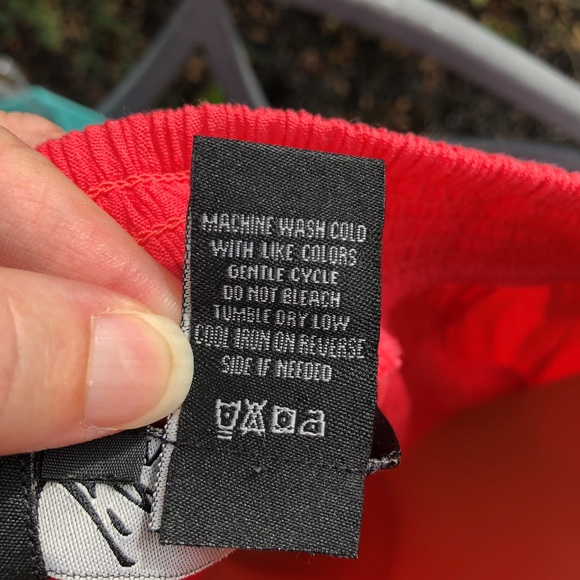 MACHINE WASH COLD
WITH LIKE COLORS
GENTLE CYCLE
DO NOT BLEACH
TUMBLE DRY LOW
COOL IRON ON REVERSE
SIDE IF NEEDED